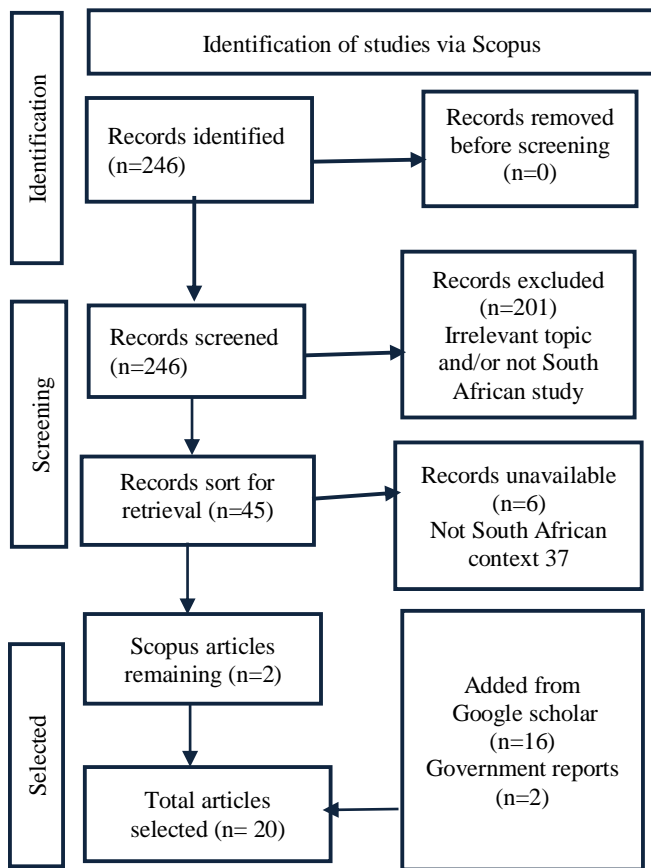 Identification of studies via Scopus
Identification
Records identified
(n=246)
Records removed
before screening
(n=0)
Screening
Records screened
(n=246)
Records excluded
(n=201)
Irrelevant topic
and/or not South
African study
Records sort for
retrieval (n=45)
Records unavailable
(n=6)
Not South African
context 37
Selected
Scopus articles
remaining (n=2)
Added from
Google scholar
(n=16)
Government reports
(n=2)
Total articles
selected (n= 20)